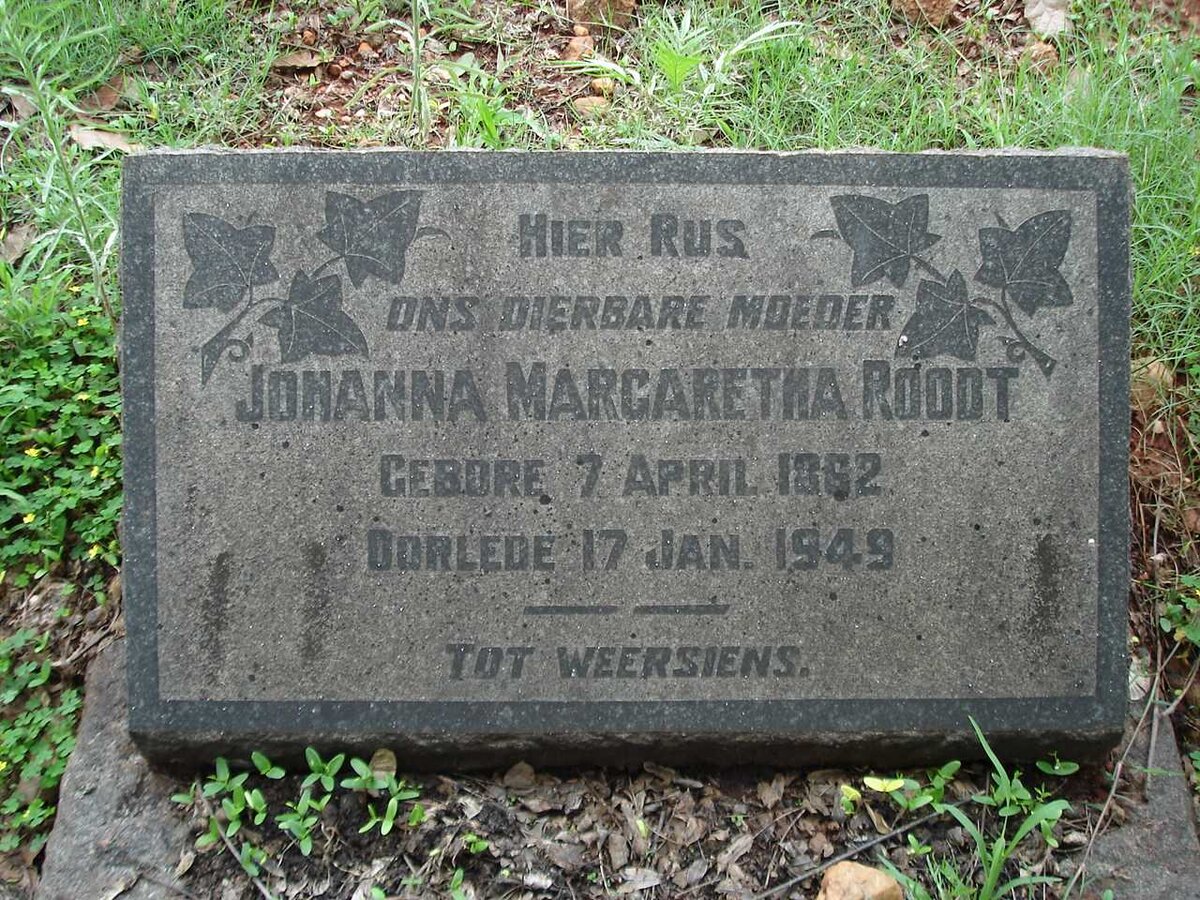 HIER RUS
ONS DIERBARE MOEDER
JOHANNA MARGARETHA ROODT
GEBORE 7 APRIL 1862
OORLEDE 17 JAN. 1949
TOT WEERSIENS.